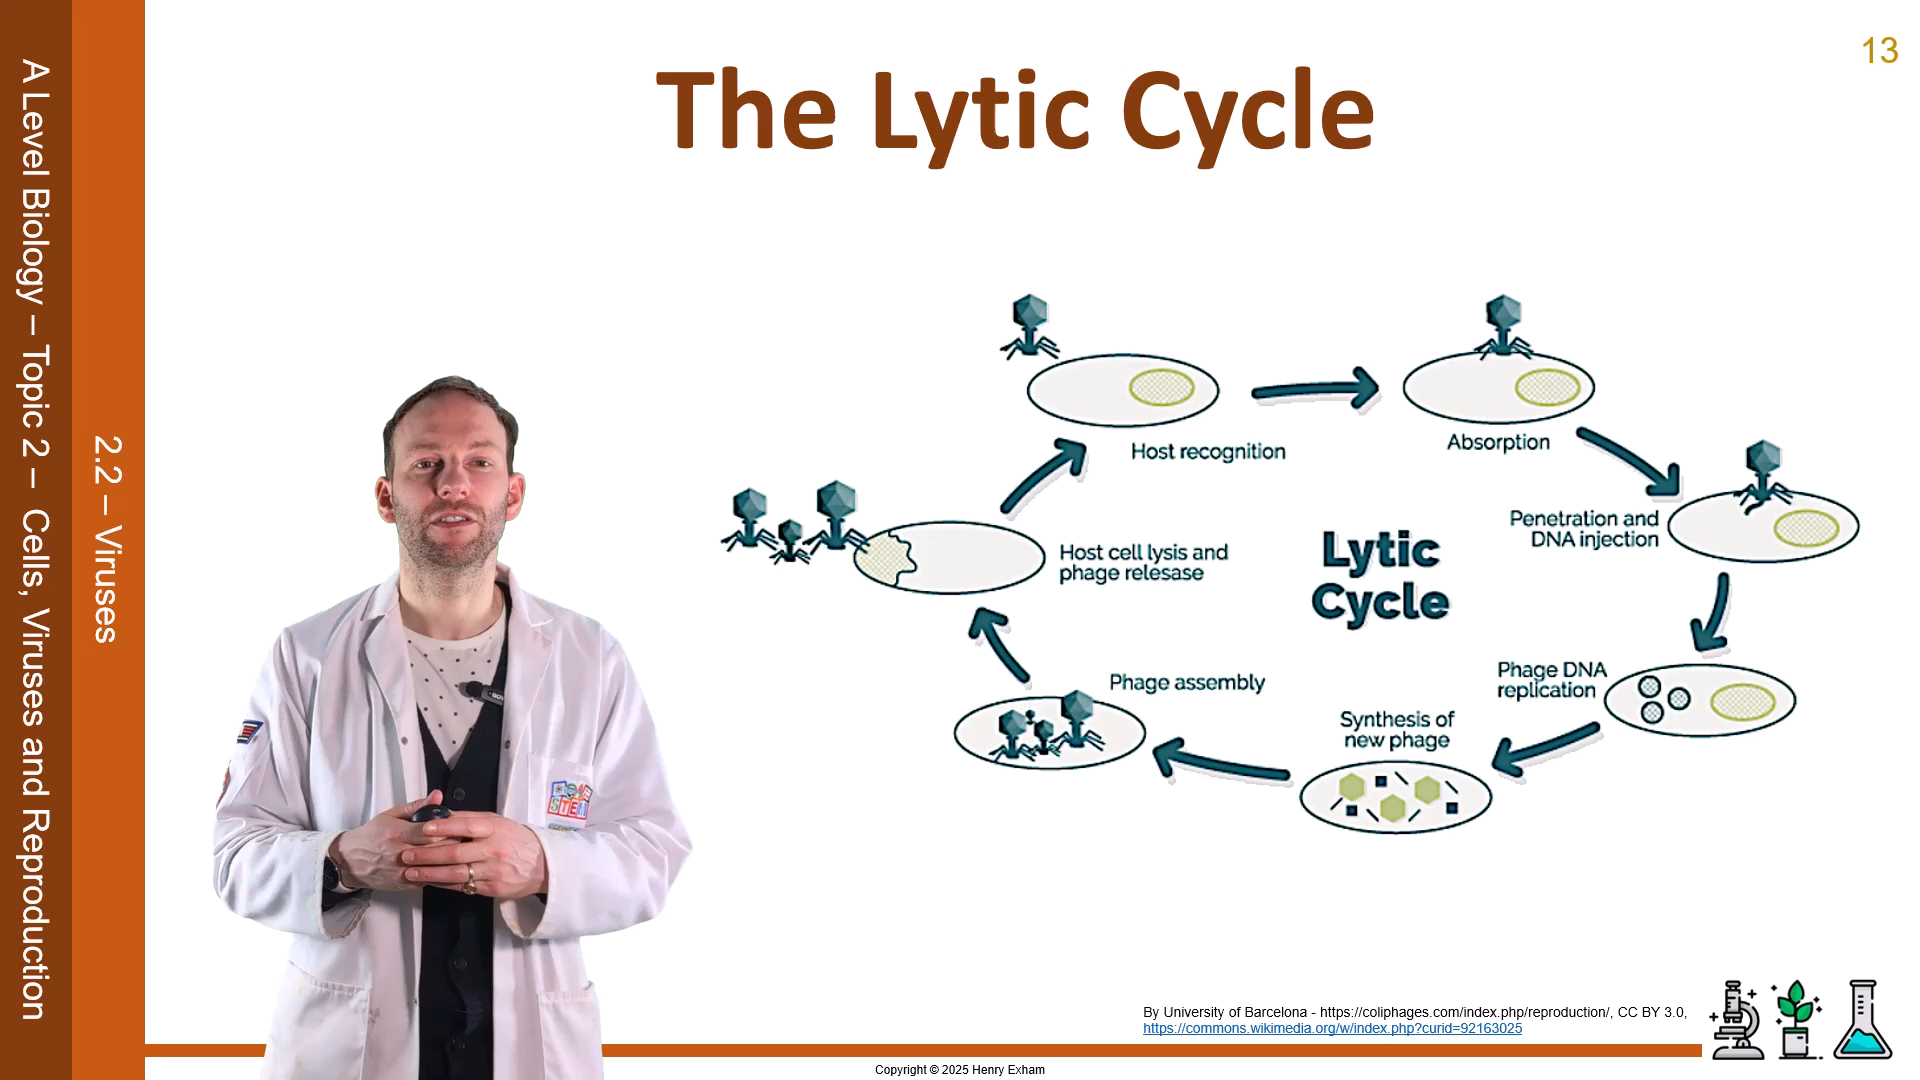 A Level Biology – Topic 2 – Cells, Viruses and Reproduction
2.2 – Viruses
13
The Lytic Cycle
Host recognition
Absorption
Penetration and
DNA injection
Host cell lysis and
phage relesase
Lytic
Cycle
Phage DNA
replication
Phage assembly
Synthesis of
new phage
STEM
By University of Barcelona - https://coliphages.com/index.php/reproduction/, CC BY 3.0,
https://commons.wikimedia.org/w/index.php?curid=92163025
Copyright © 2025 Henry Exham